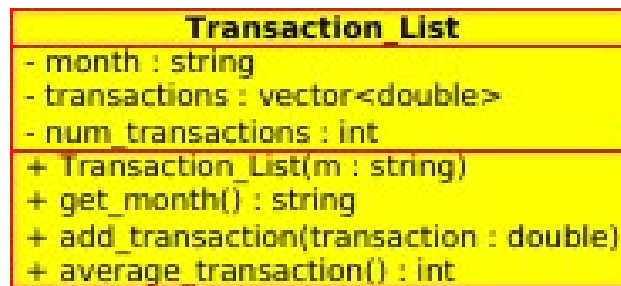 Transaction_List
- month : string
- transactions : vector<double>
- num_transactions : int
+ Transaction_List(m : string)
+ get_month() : string
+ add_transaction(transaction : double)
+ average_transaction() : int